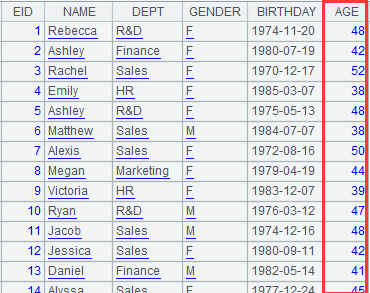 EID NAME DEPT GENDER BIRTHDAY AGE
1 Rebecca R&D F 1974-11-20 48
2 Ashley Finance F 1980-07-19 42
3 Rachel Sales F 1970-12-17 52
4 Emily HR F 1985-03-07 38
5 Ashley R&D F 1975-05-13 48
6 Matthew Sales M 1984-07-07 38
7 Alexis Sales F 1972-08-16 50
8 Megan Marketing F 1979-04-19 44
9 Victoria HR F 1983-12-07 39
10 Ryan R&D M 1976-03-12 47
11 Jacob Sales M 1974-12-16 48
12 Jessica Sales F 1980-09-11 42
13 Daniel Finance M 1982-05-14 41
14 Alyssa Sales F 1977-12-24 45